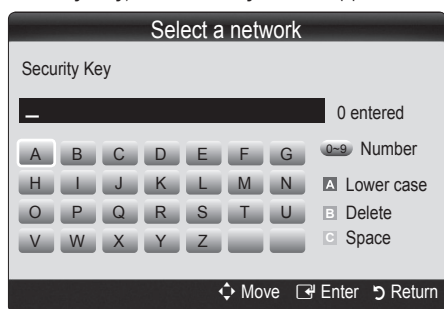 Select a network
Security Key
_ 0 entered
A B C D E F G 0~9 Number
H I J K L M N A Lower case
O P Q R S T U B Delete
V W X Y Z C Space
Move Enter Return